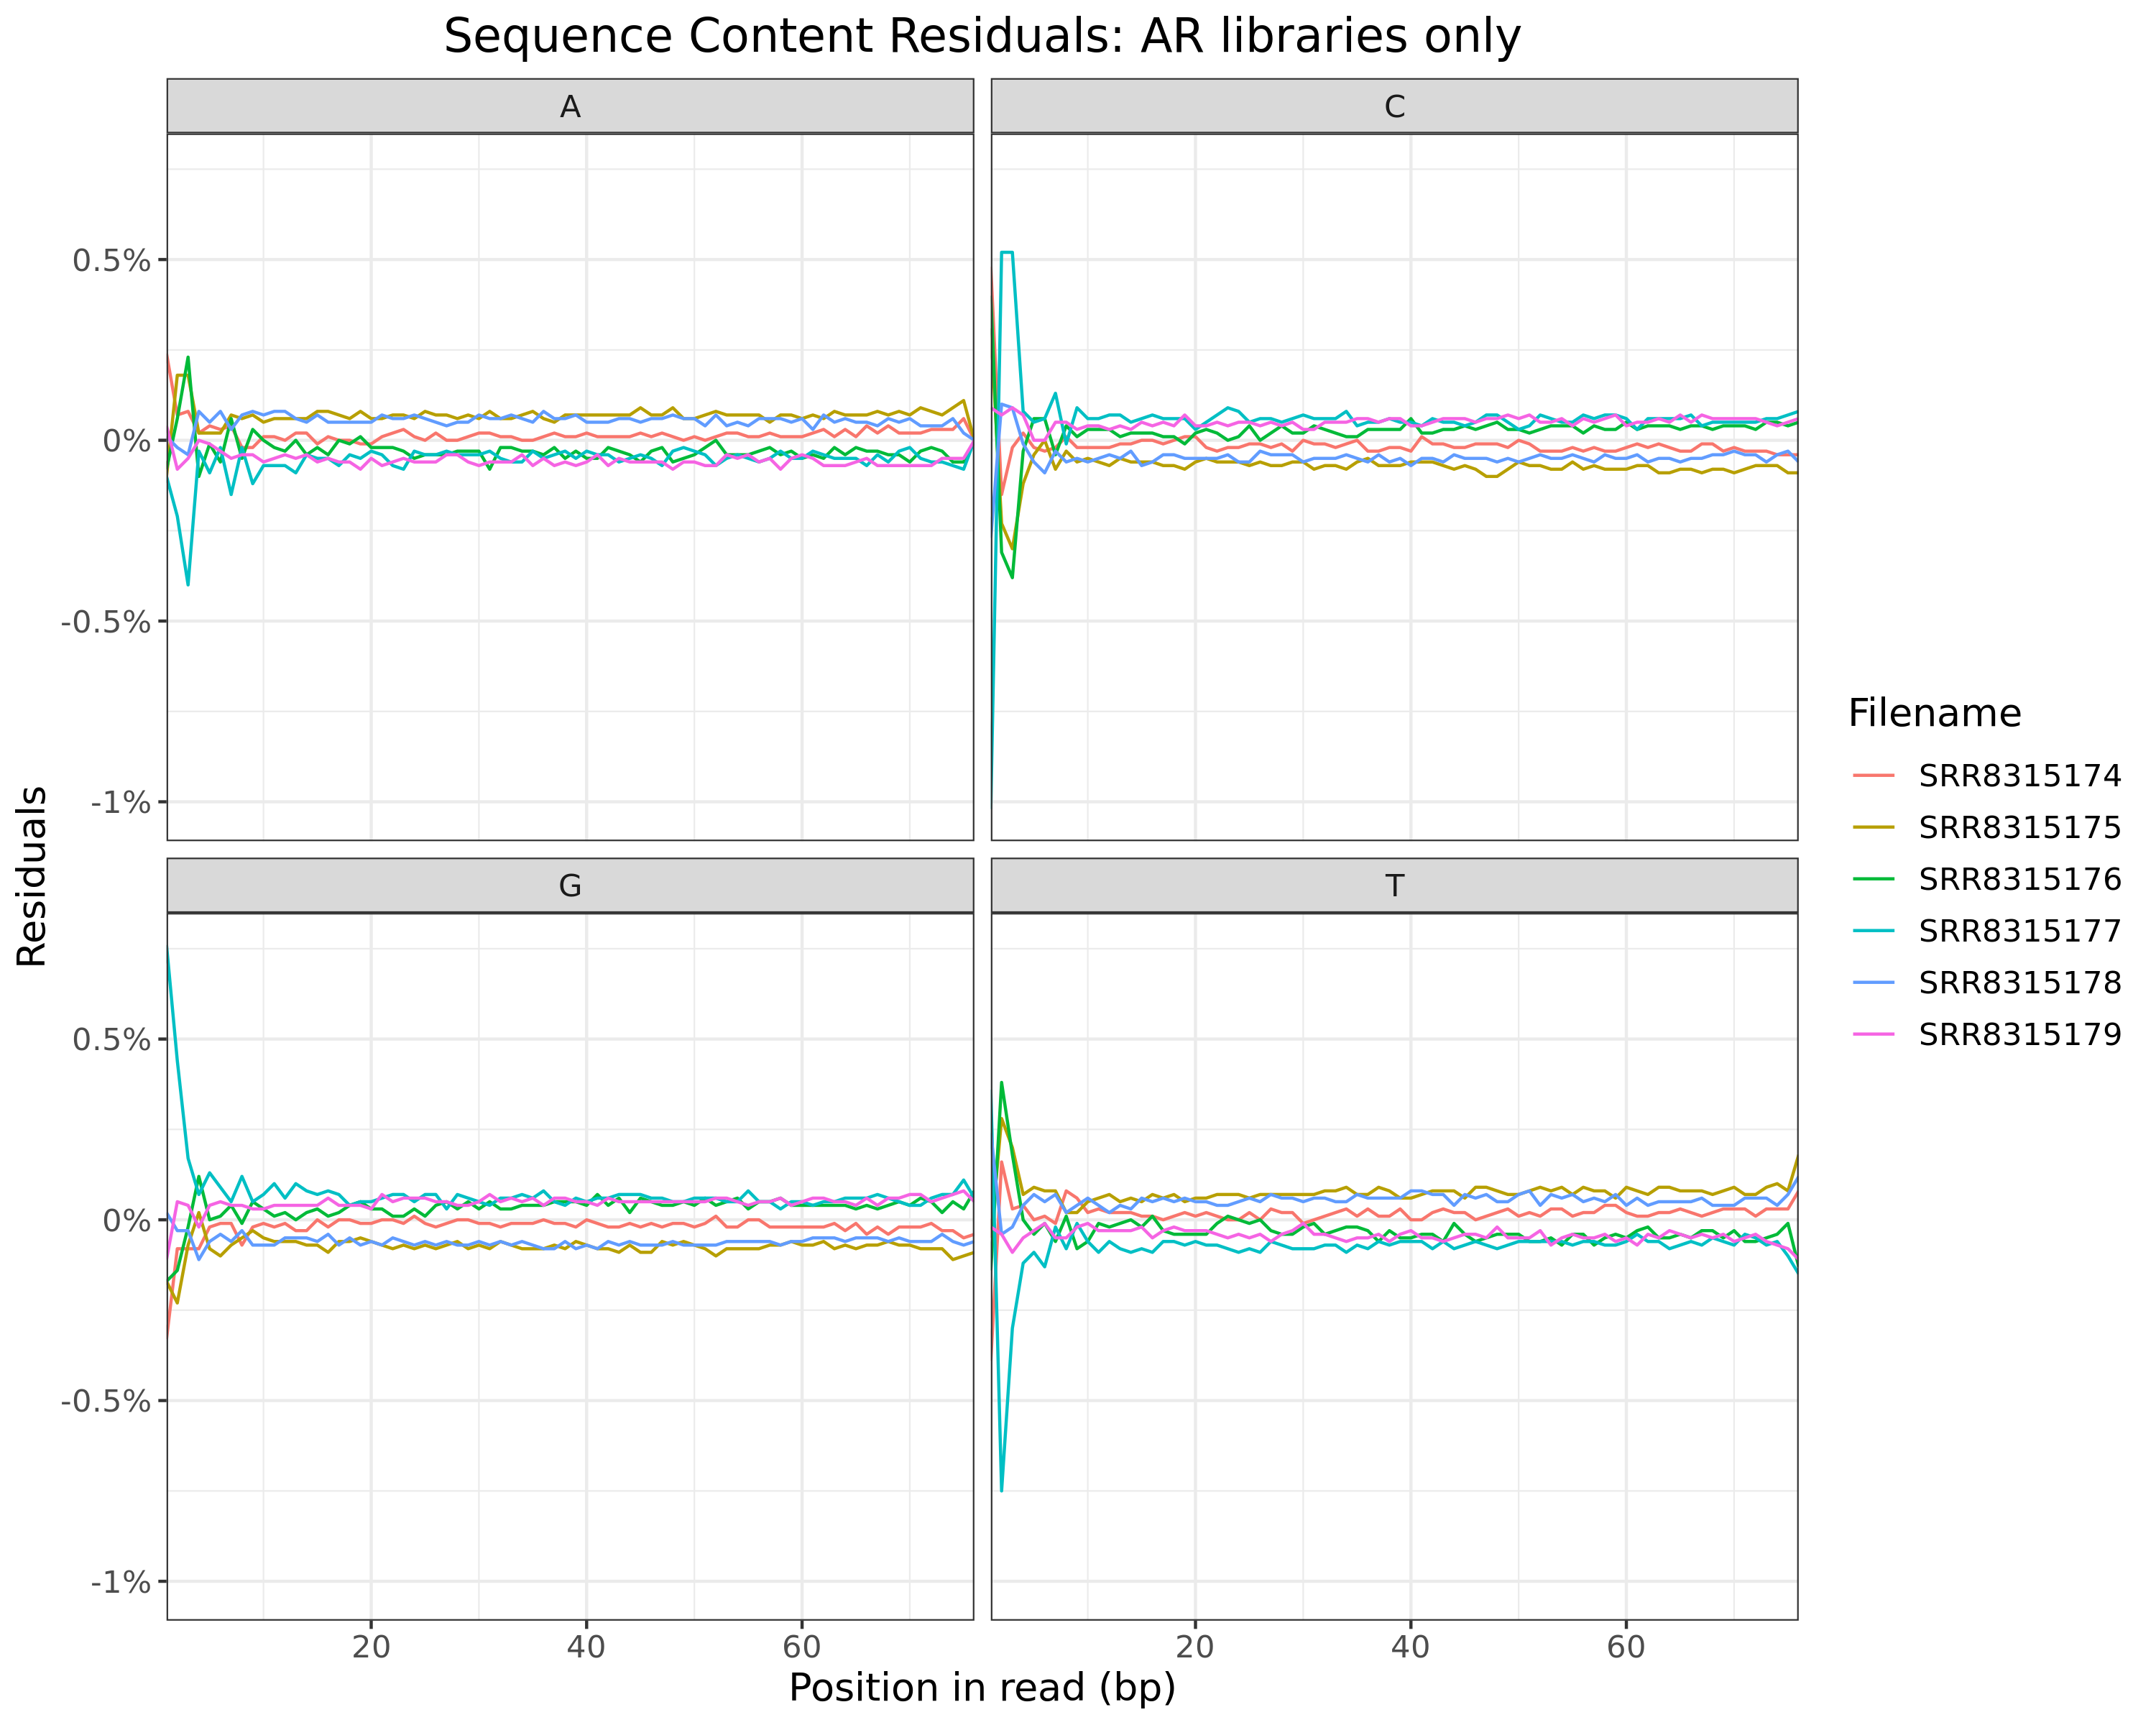 Sequence Content Residuals: AR libraries only
A
C
0.5%
0%
-0.5%
-1%
G
T
0.5%
0%
-0.5%
-1%
20
40
60
20
40
60
Position in read (bp)
Residuals
Filename
SRR8315174
SRR8315175
SRR8315176
SRR8315177
SRR8315178
SRR8315179